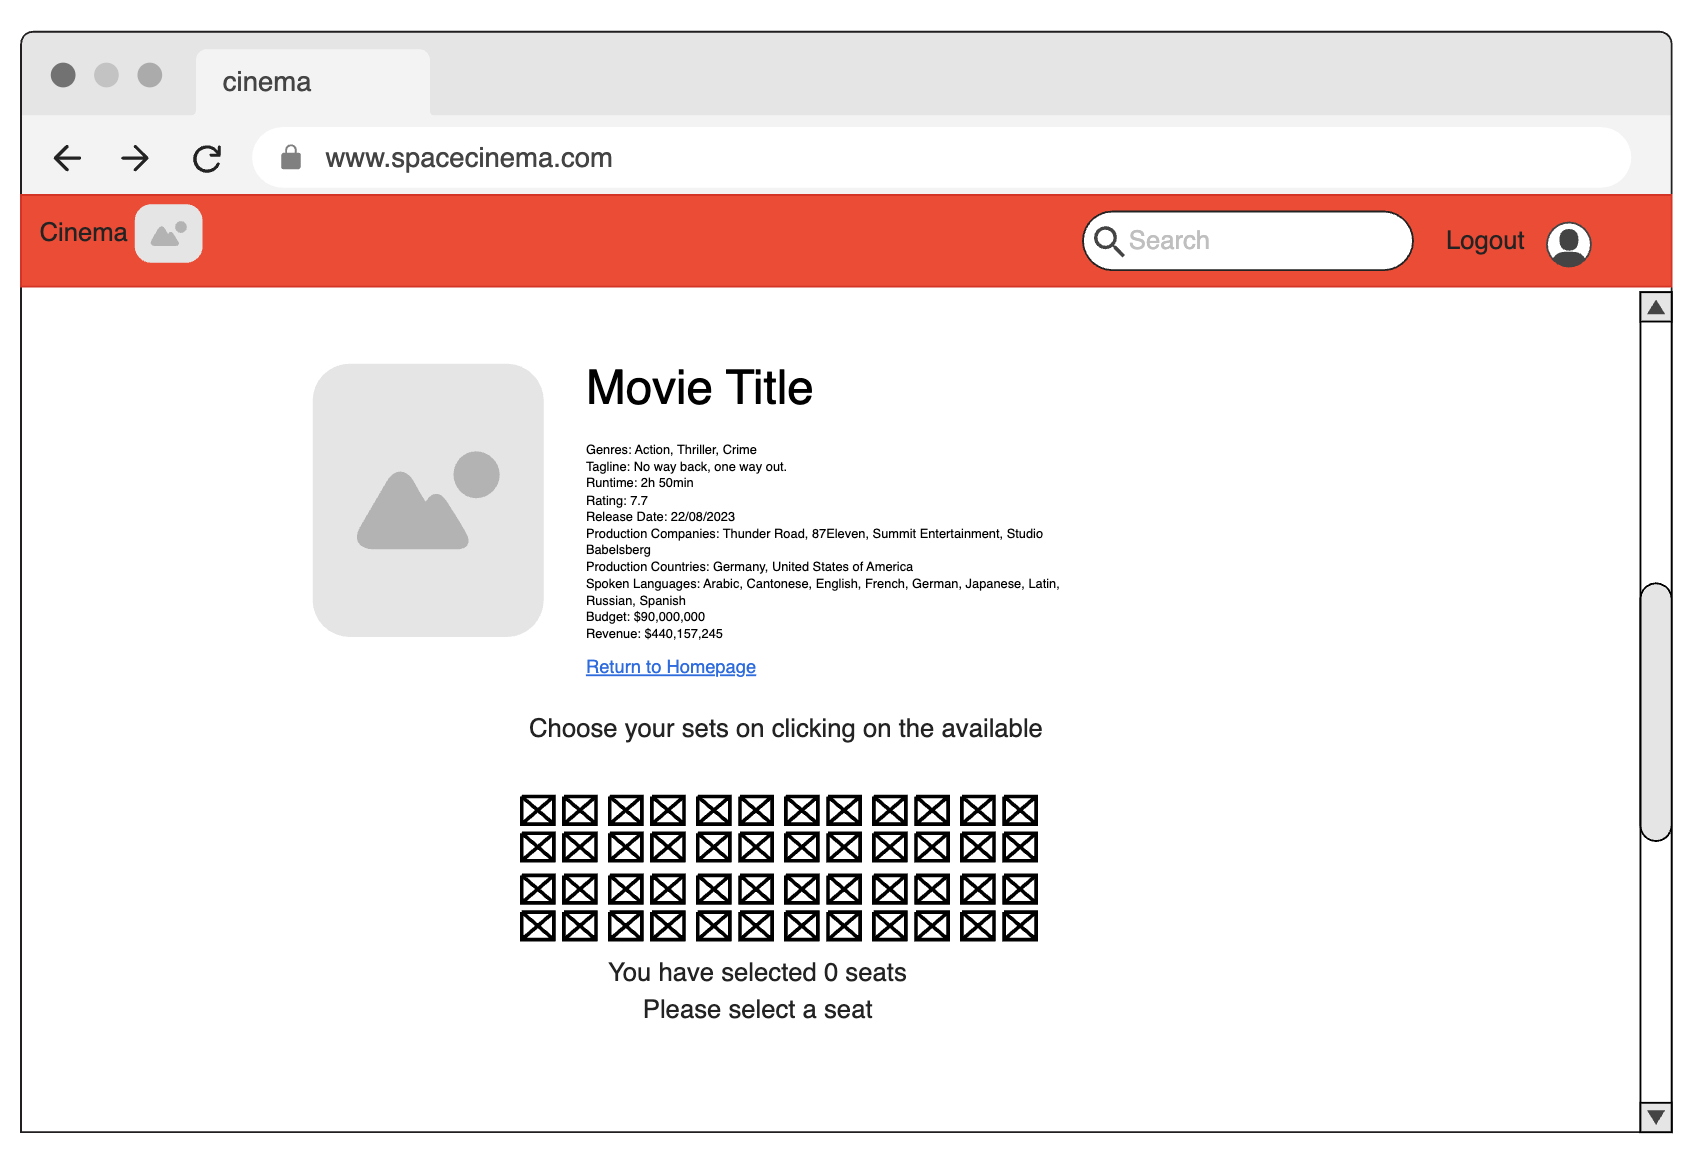 cinema
www.spacecinema.com
Cinema
Search
Logout
Movie Title
Genres: Action, Thriller, Crime
Tagline: No way back, one way out.
Runtime: 2h 50min
Rating: 7.7
Release Date: 22/08/2023
Production Companies: Thunder Road, 87Eleven, Summit Entertainment, Studio
Babelsberg
Production Countries: Germany, United States of America
Spoken Languages: Arabic, Cantonese, English, French, German, Japanese, Latin,
Russian, Spanish
Budget: $90,000,000
Revenue: $440,157,245
Return to Homepage
Choose your sets on clicking on the available
You have selected 0 seats
Please select a seat